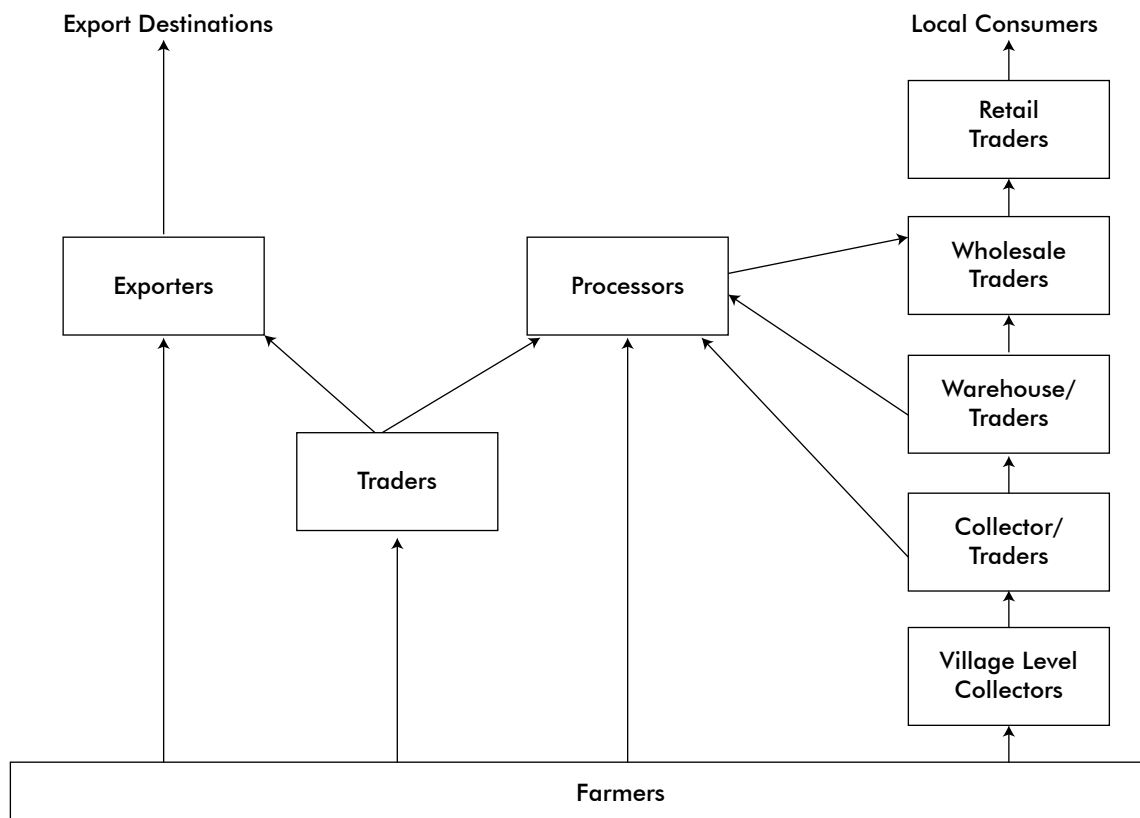 Export Destinations
Local Consumers
Retail
Traders
Exporters
Processors
Wholesale
Traders
Warehouse/
Traders
Traders
Collector/
Traders
Village Level
Collectors
Farmers